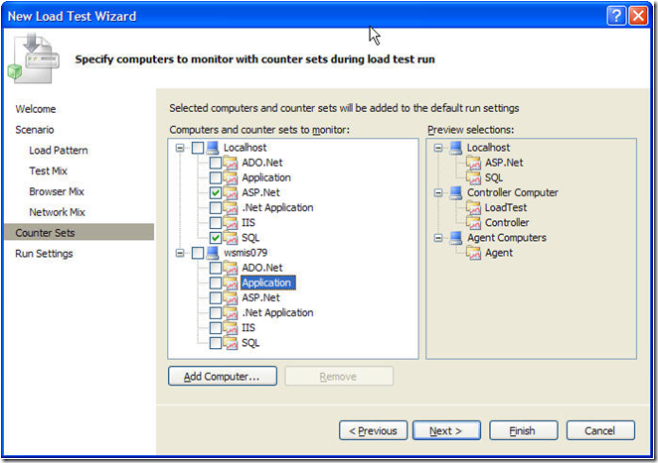 New Load Test Wizard
Specify computers to monitor with counter sets during load test run
Welcome
Scenario
Load Pattern
Test Mix
Browser Mix
Network Mix
Counter Sets
Run Settings
Selected computers and counter sets will be added to the default run settings
Computers and counter sets to monitor:
Localhost
ADO.Net
Application
ASP.Net
.Net Application
IIS
SQL
wsmis079
ADO.Net
Application
ASP.Net
.Net Application
IIS
SQL
Add Computer...
Remove
Preview selections:
Localhost
ASP.Net
SQL
Controller Computer
LoadTest
Controller
Agent Computers
Agent
< Previous
Next >
Finish
Cancel